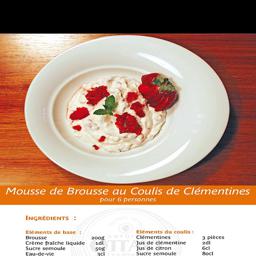 Mousse de Brousse au Coulis de Clémentines
pour 6 personnes
INGRÉDIENTS :
Eléments de base :
Brousse 200g
Crème fraîche liquide 1dl
Sucre semoule 50g
Eau-de-vie 3cl
Eléments du coulis :
Clémentines 3 pièces
Jus de clémentine 2dl
Jus de citron 6cl
Sucre semoule 80cl